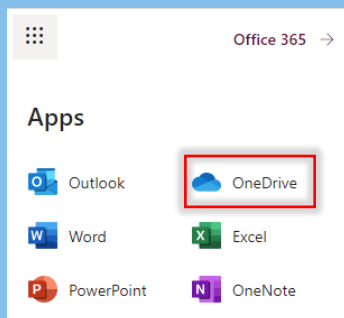 Office 365 →
Apps
Outlook OneDrive
Word Excel
PowerPoint OneNote